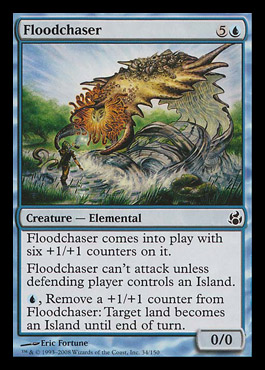 Floodchaser 5
Creature — Elemental
Floodchaser comes into play with
six +1/+1 counters on it.
Floodchaser can't attack unless
defending player controls an Island.
, Remove a +1/+1 counter from
Floodchaser: Target land becomes
an Island until end of turn.
Eric Fortune
™ & © 1993–2008 Wizards of the Coast, Inc. 34/150
0/0